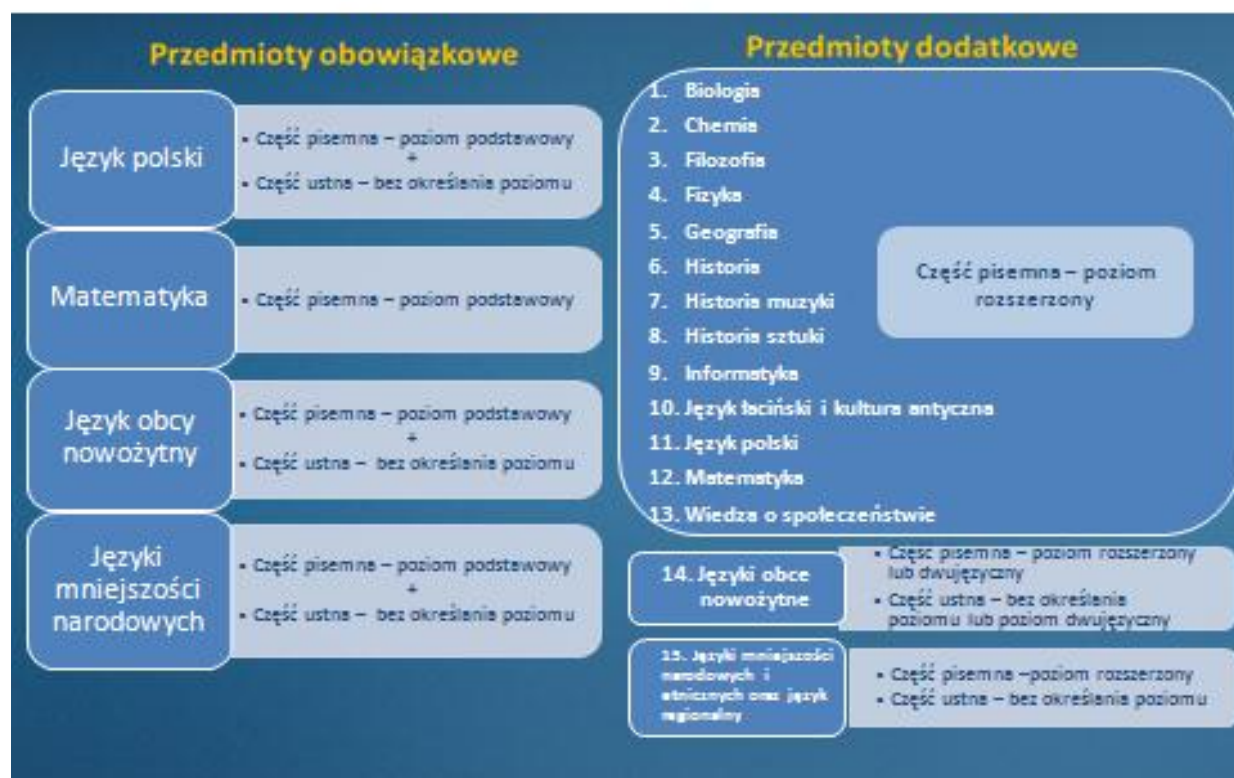 Przedmioty obowiązkowe
Język polski
• Część pisemna – poziom podstawowy
+
• Część ustna – bez określania poziomu
Matematyka
• Część pisemna – poziom podstawowy
Język obcy
nowożytny
• Część pisemna – poziom podstawowy
+
• Część ustna – bez określania poziomu
Języki
mniejszości
narodowych
• Część pisemna – poziom podstawowy
+
• Część ustna – bez określania poziomu
Przedmioty dodatkowe
1. Biologia
2. Chemia
3. Filozofia
4. Fizyka
5. Geografia
6. Historia
7. Historia muzyki
8. Historia sztuki
9. Informatyka
10. Język łaciński i kultura antyczna
11. Język polski
12. Matematyka
13. Wiedza o społeczeństwie
Część pisemna – poziom
rozszerzony
14. Języki obce
nowożytne
• Część pisemna – poziom rozszerzony
lub dwujęzyczny
• Część ustna – bez określania
poziomu lub poziom dwujęzyczny
15. Języki mniejszości
narodowych i
etnicznych oraz język
regionalny
• Część pisemna –poziom rozszerzony
• Część ustna – bez określania poziomu